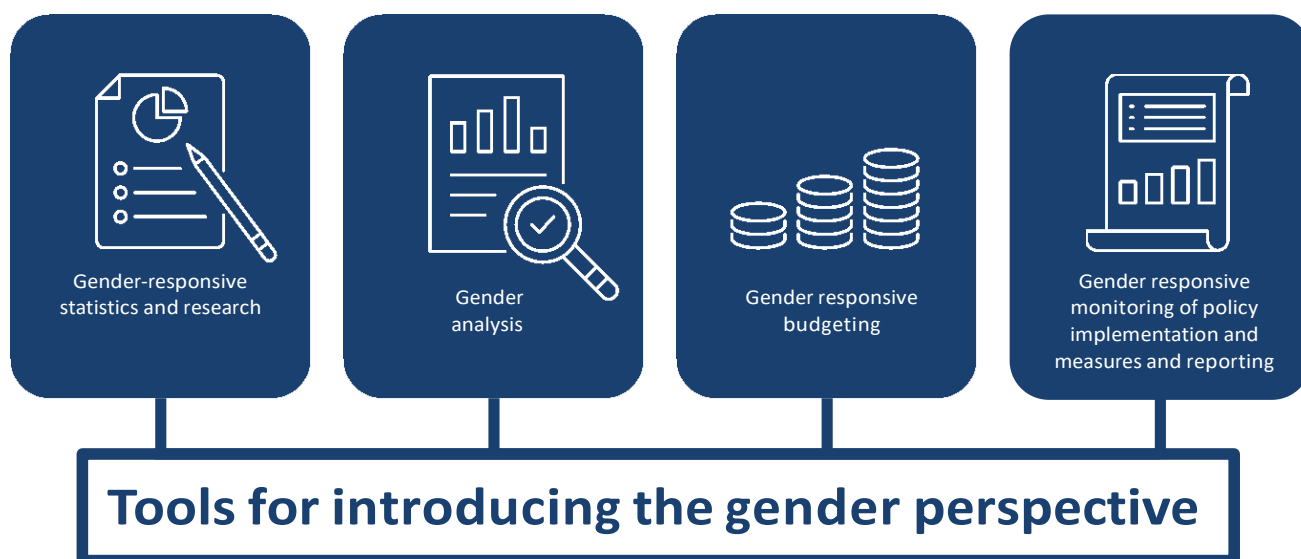 Gender-responsive
statistics and research
Gender
analysis
Gender responsive
budgeting
Gender responsive
monitoring of policy
implementation and
measures and reporting
Tools for introducing the gender perspective